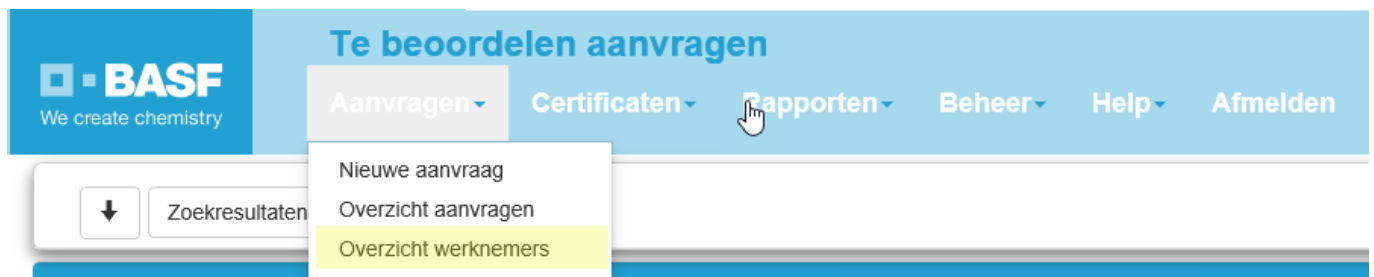 Te beoordelen aanvragen
BASF
We create chemistry
Aanvragen Certificaten Rapporten Beheer Help Afmelden
Nieuwe aanvraag
Zoekresultaten Overzicht aanvragen
Overzicht werknemers